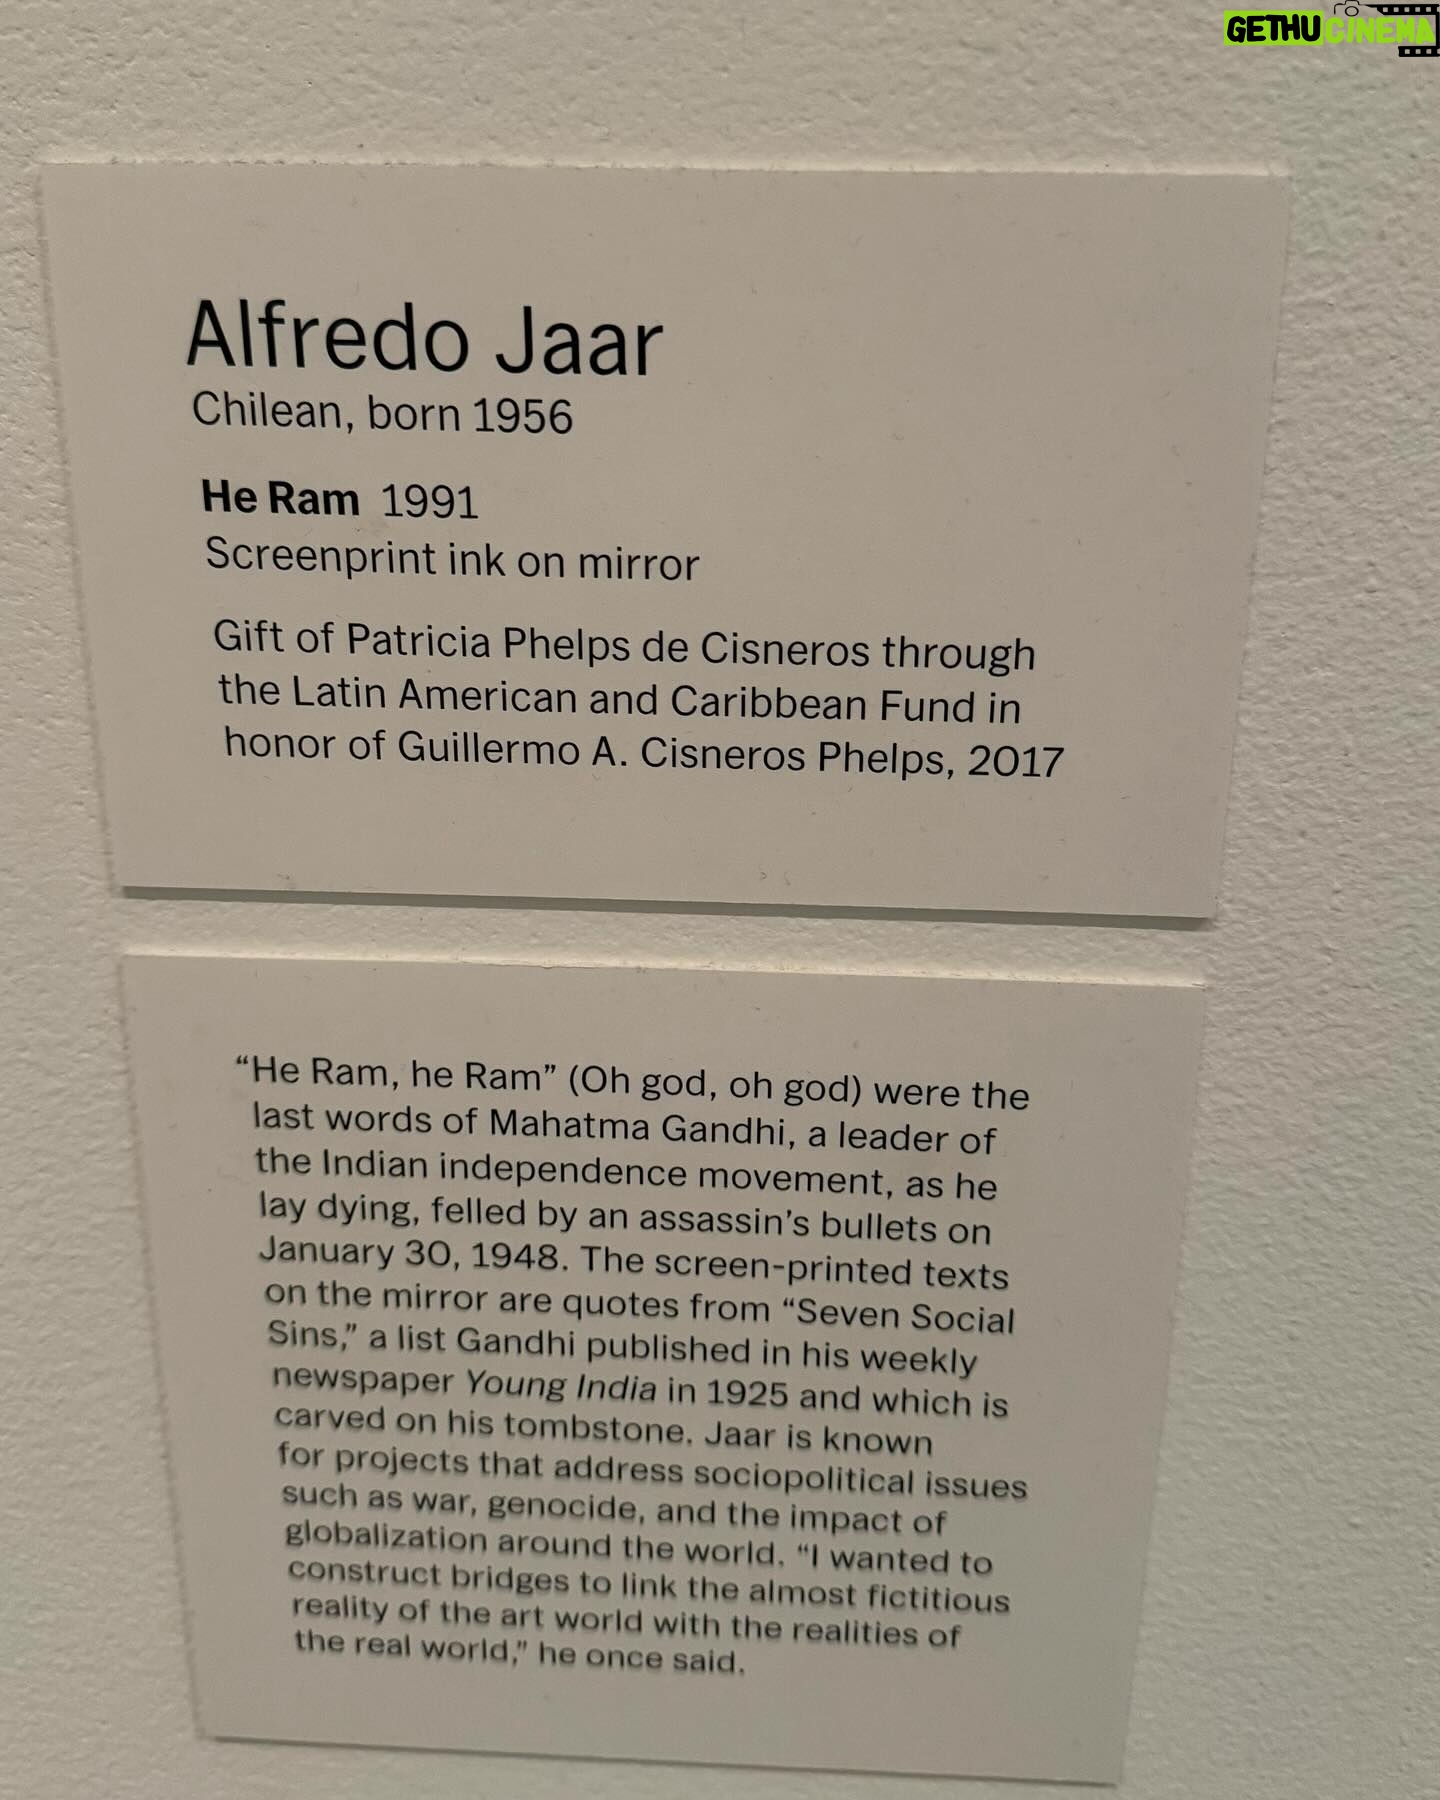 GETHU CINEMA
Alfredo Jaar
Chilean, born 1956
He Ram 1991
Screenprint ink on mirror
Gift of Patricia Phelps de Cisneros through
the Latin American and Caribbean Fund in
honor of Guillermo A. Cisneros Phelps, 2017
“He Ram, he Ram” (Oh god, oh god) were the
last words of Mahatma Gandhi, a leader of
the Indian independence movement, as he
lay dying, felled by an assassin’s bullets on
January 30, 1948. The screen-printed texts
on the mirror are quotes from “Seven Social
Sins,” a list Gandhi published in his weekly
newspaper Young India in 1925 and which is
carved on his tombstone. Jaar is known
for projects that address sociopolitical issues
such as war, genocide, and the impact of
globalization around the world. “I wanted to
construct bridges to link the almost fictitious
reality of the art world with the realities of
the real world,” he once said.